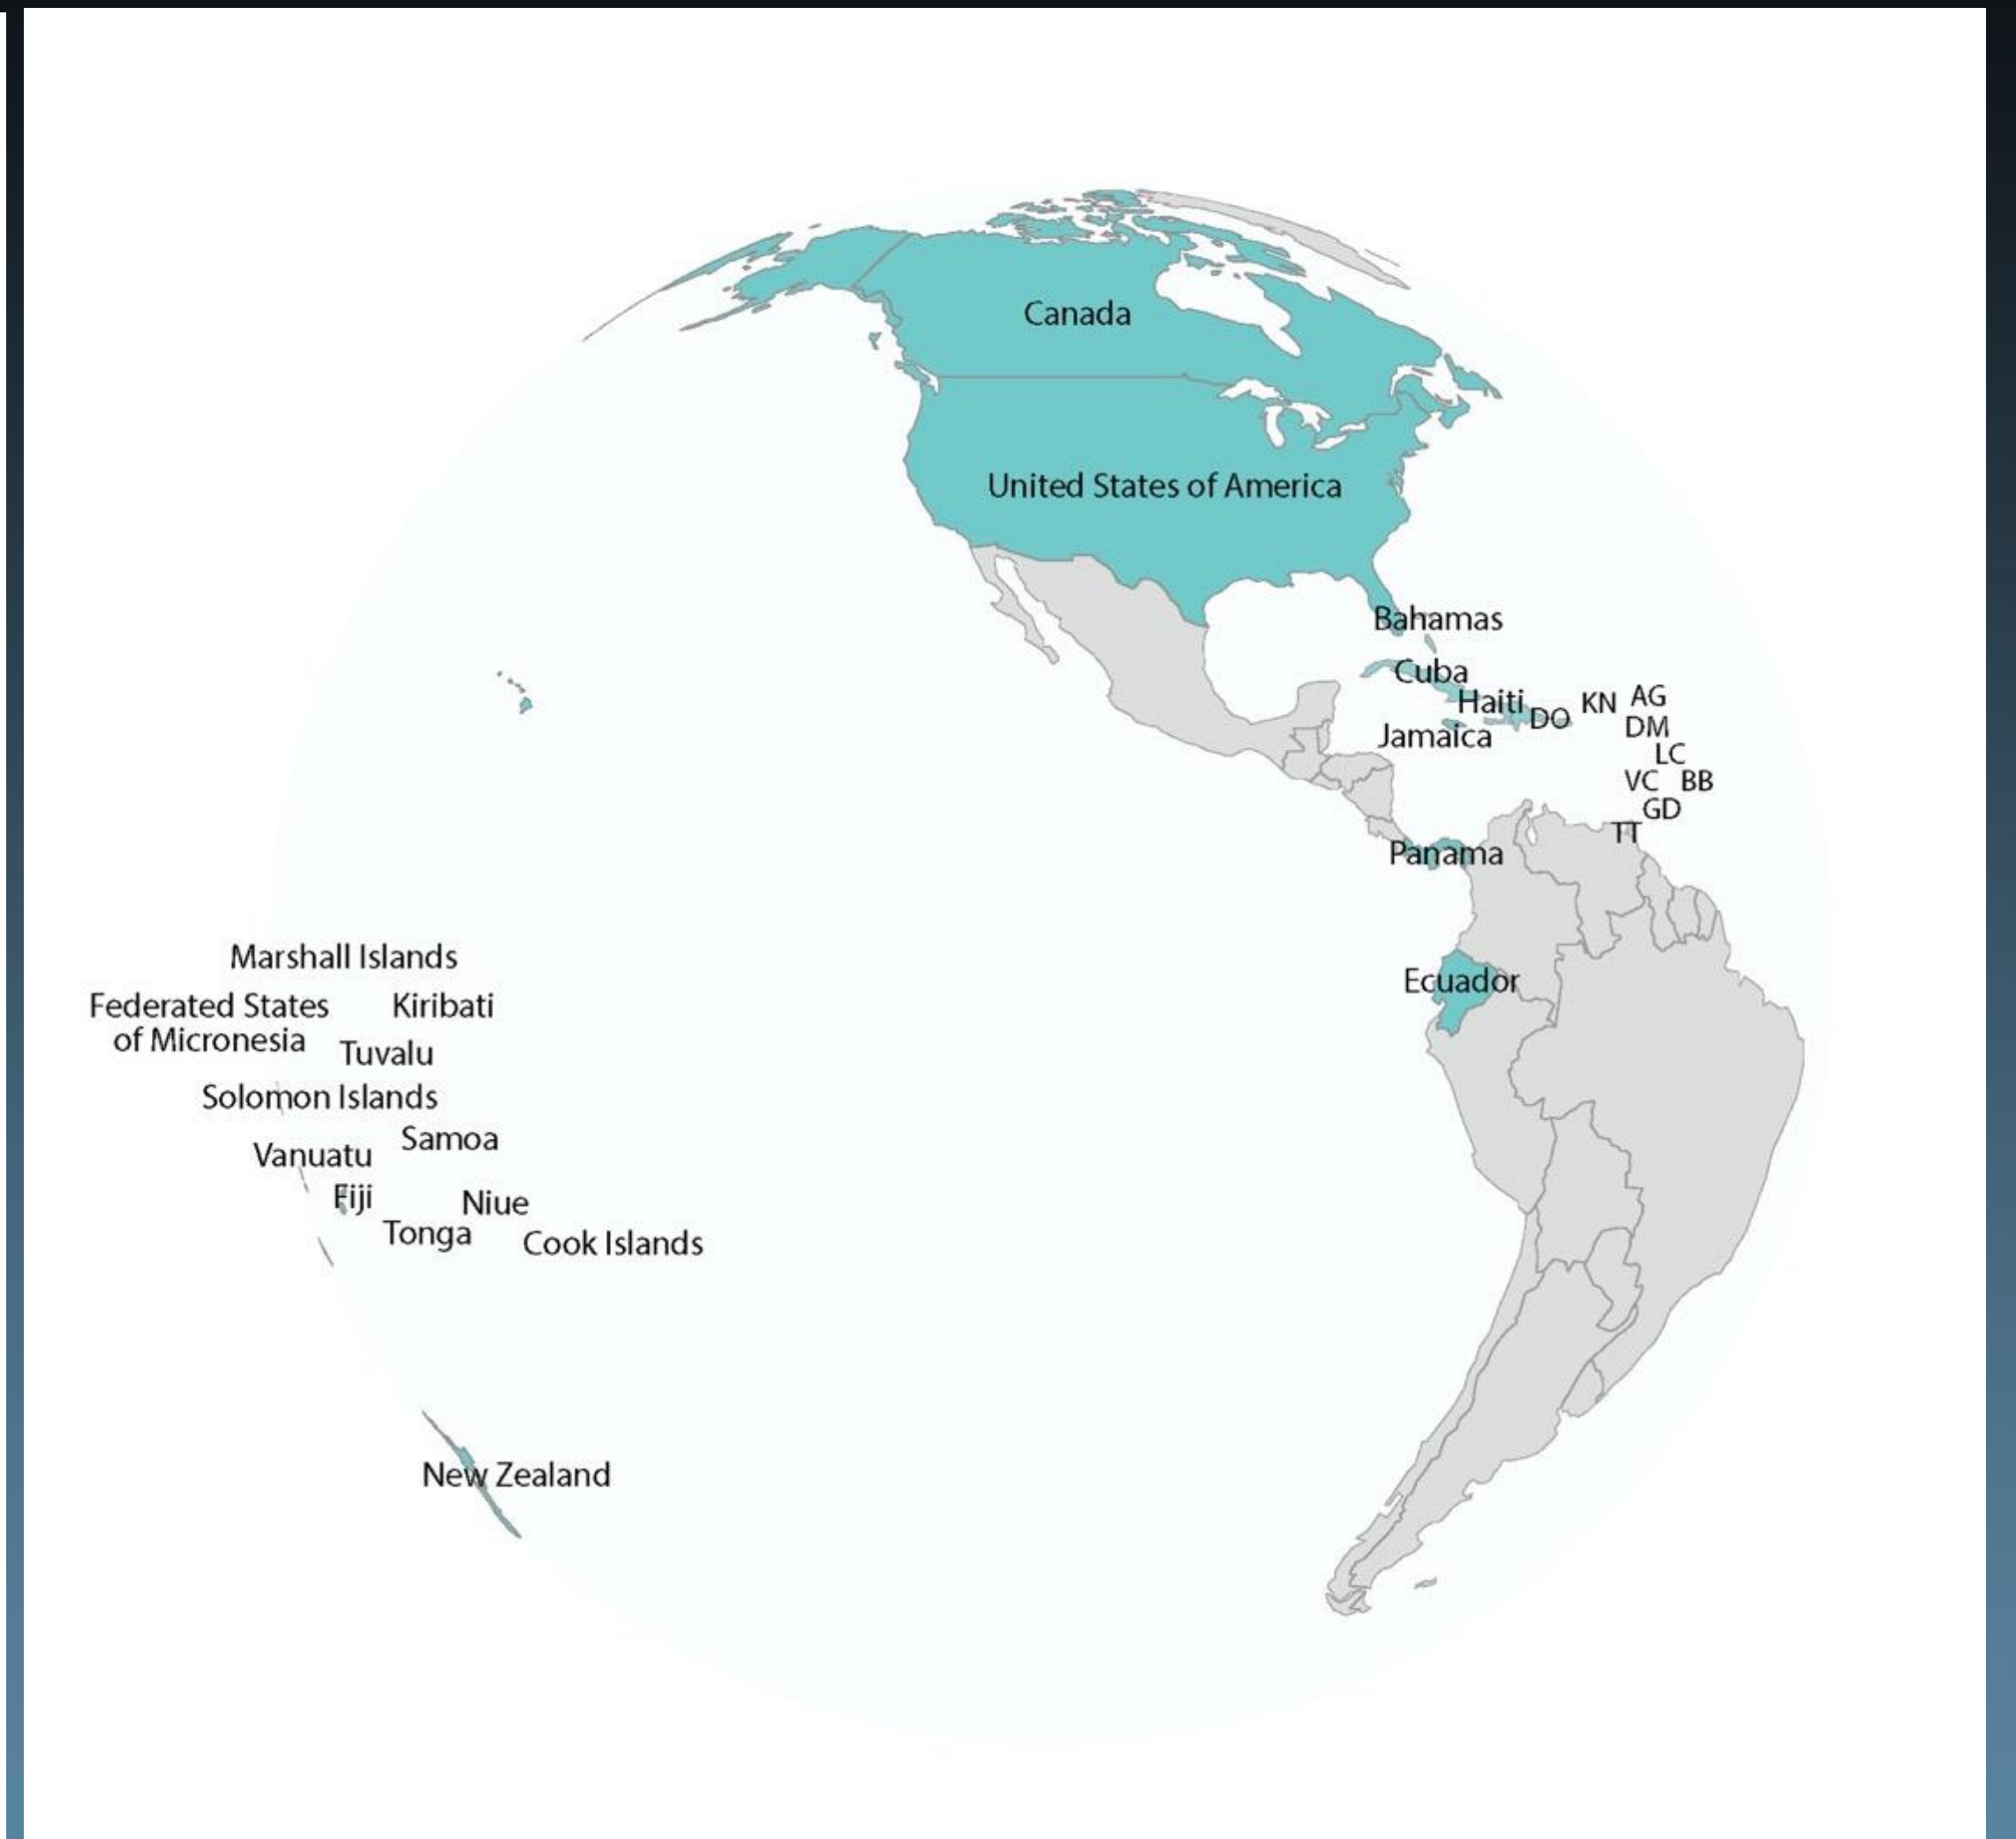 Canada
United States of America
Bahamas
Cuba
Haiti
DO
KN
AG
Jamaica
DM
LC
VC
BB
GD
TT
Panama
Ecuador
Marshall Islands
Federated States
of Micronesia
Kiribati
Tuvalu
Solomon Islands
Samoa
Vanuatu
Fiji
Niue
Tonga
Cook Islands
New Zealand